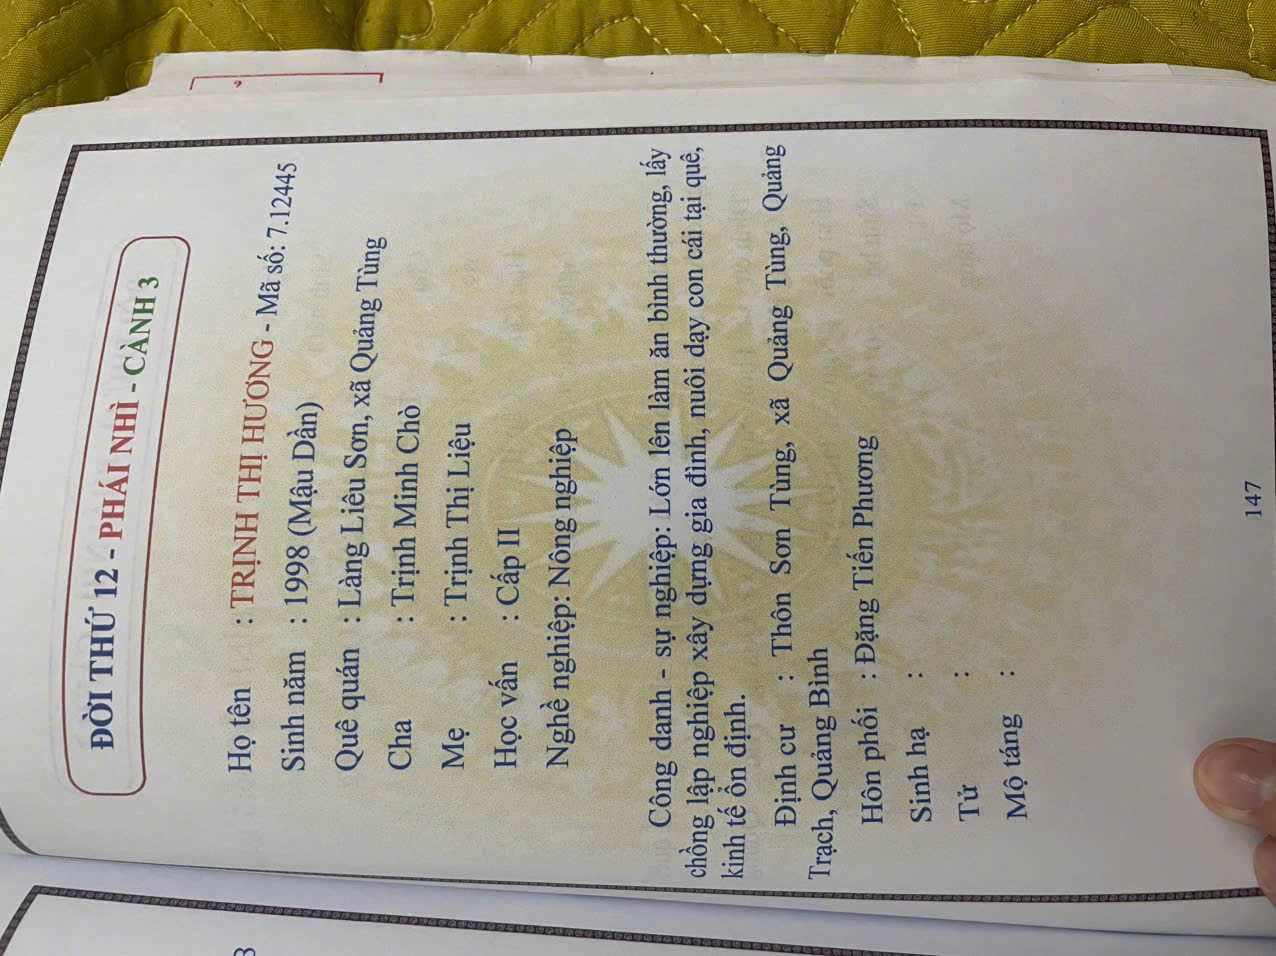 ĐỜI THỨ 12 - PHÁI NHÌ - CÀNH 3
Họ tên : TRỊNH THỊ HƯƠNG - Mã số: 7.12445
Sinh năm : 1998 (Mậu Dần)
Quê quán : Làng Liêu Sơn, xã Quảng Tùng
Cha : Trịnh Minh Chò
Mẹ : Trịnh Thị Liệu
Học vấn : Cấp II
Nghề nghiệp: Nông nghiệp
Công danh - sự nghiệp: Lớn lên làm ăn bình thường, lấy
chồng lập nghiệp xây dựng gia đình, nuôi dạy con cái tại quê,
kinh tế ổn định.
Định cư : Thôn Sơn Tùng, xã Quảng Tùng, Quảng
Trạch, Quảng Bình
Hôn phối : Đặng Tiến Phương
Sinh hạ :
Tử :
Mộ táng :
147